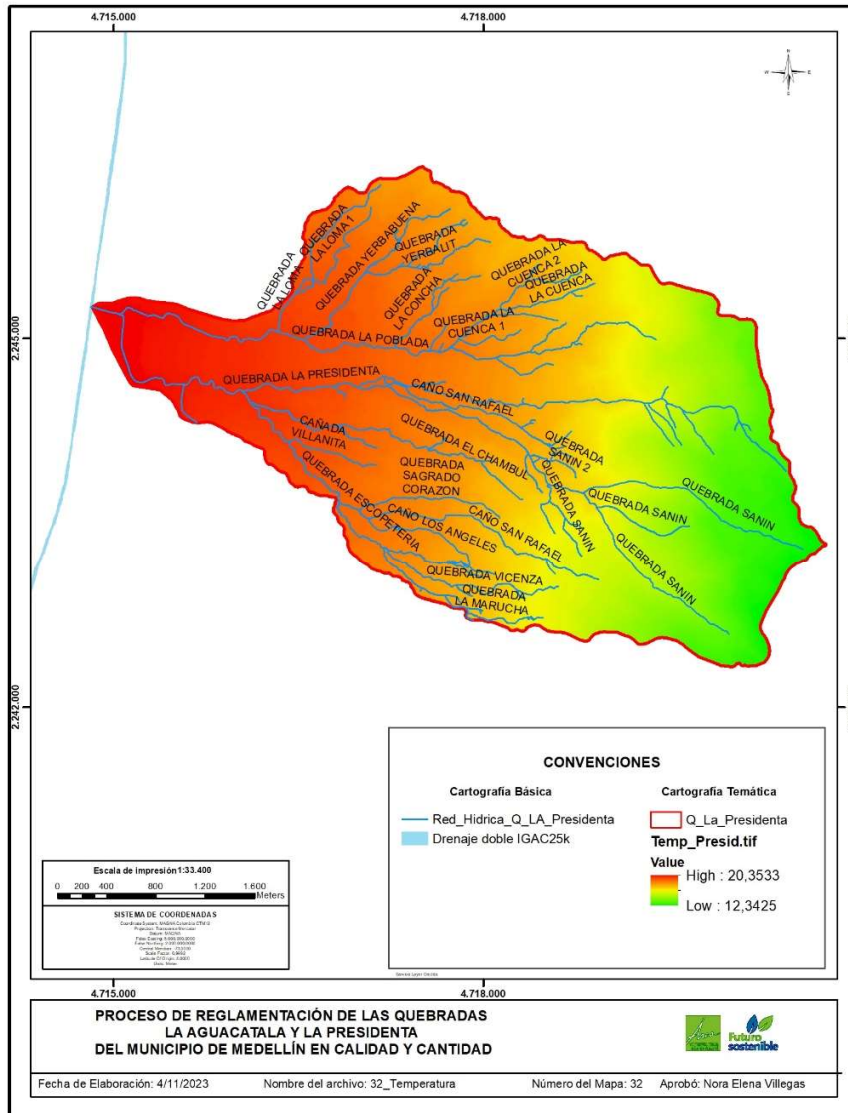 4.715.000
4.718.000
N
W E
S
2.245.000
2.242.000
QUEBRADA
LA LOMA
QUEBRADA
LA LOMA 1
QUEBRADA YERBABUENA
QUEBRADA
YERBALIT
QUEBRADA
LA CONCHA
QUEBRADA LA
CUENCA 2
QUEBRADA
LA CUENCA
QUEBRADA LA
CUENCA 1
QUEBRADA LA POBLADA
QUEBRADA LA PRESIDENTA
CAÑO SAN RAFAEL
CAÑADA
VILLANITA
QUEBRADA EL CHAMBUL
QUEBRADA
SANIN 2
QUEBRADA
SAGRADO
CORAZON
QUEBRADA ESCOPETERIA
QUEBRADA SANIN
QUEBRADA SANIN
QUEBRADA SANIN
QUEBRADA SANIN
CAÑO LOS ANGELES
CAÑO SAN RAFAEL
QUEBRADA VICENZA
QUEBRADA
LA MARUCHA
CONVENCIONES
Cartografía Básica
Red_Hidrica_Q_LA_Presidenta
Drenaje doble IGAC25k
Cartografía Temática
Q_La_Presidenta
Temp_Presid.tif
Value
High : 20,3533
Low : 12,3425
Escala de impresión 1:33.400
0 200 400 800 1.200 1.600
Meters
SISTEMA DE COORDENADAS
4.715.000
4.718.000
PROCESO DE REGLAMENTACIÓN DE LAS QUEBRADAS
LA AGUACATALA Y LA PRESIDENTA
DEL MUNICIPIO DE MEDELLÍN EN CALIDAD Y CANTIDAD
Futuro
sostenible
Fecha de Elaboración: 4/11/2023 Nombre del archivo: 32_Temperatura Número del Mapa: 32 Aprobó: Nora Elena Villegas